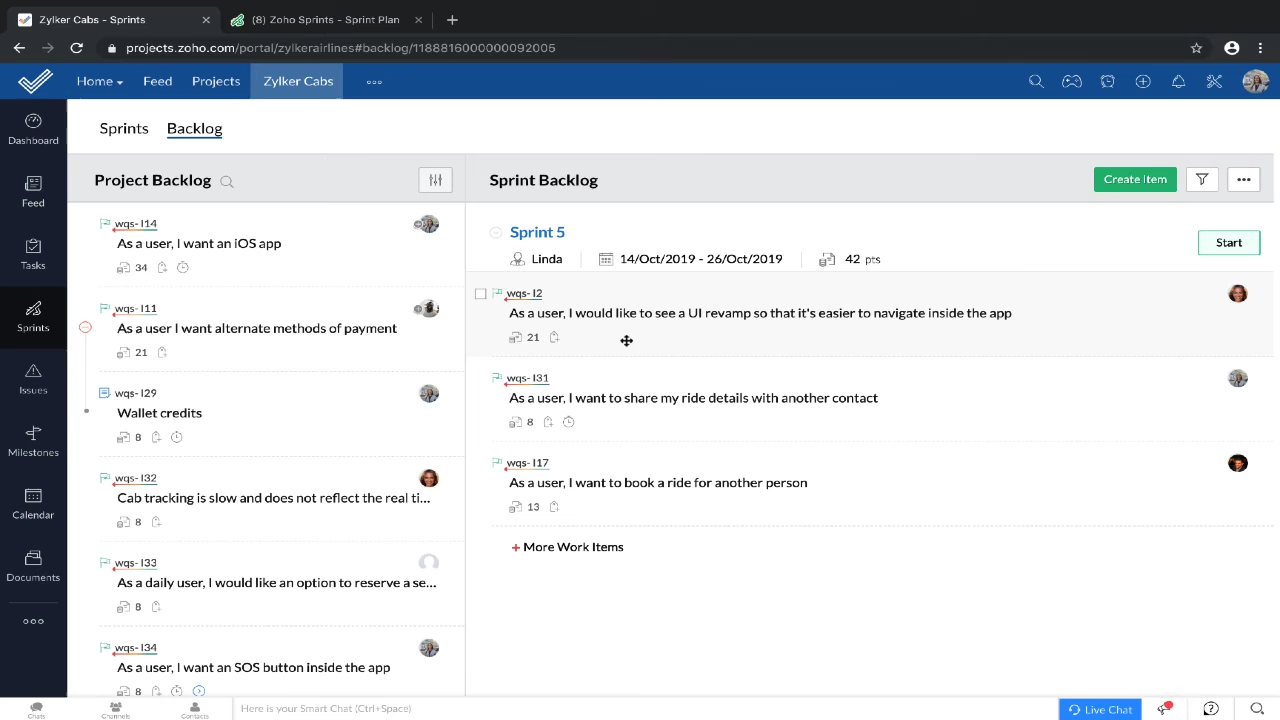 Zylker Cabs - Sprints
(8) Zoho Sprints - Sprint Plan
projects.zoho.com/portal/zylkerairlines#backlog/1188816000000092005
Home
Feed
Projects
Zylker Cabs
Dashboard
Feed
Tasks
Sprints
Issues
Milestones
Calendar
Documents
Sprints
Backlog
Project Backlog
wqs- I14
As a user, I want an iOS app
34
wqs- I11
As a user I want alternate methods of payment
21
wqs- I29
Wallet credits
8
wqs- I32
Cab tracking is slow and does not reflect the real ti...
8
wqs- I33
As a daily user, I would like an option to reserve a se...
8
wqs- I34
As a user, I want an SOS button inside the app
8
Sprint Backlog
Create Item
Sprint 5
Start
Linda
14/Oct/2019 - 26/Oct/2019
42 pts
wqs- I2
As a user, I would like to see a UI revamp so that it's easier to navigate inside the app
21
wqs- I31
As a user, I want to share my ride details with another contact
8
wqs- I17
As a user, I want to book a ride for another person
13
+ More Work Items
Chats
Channels
Contacts
Here is your Smart Chat (Ctrl+Space)
Live Chat